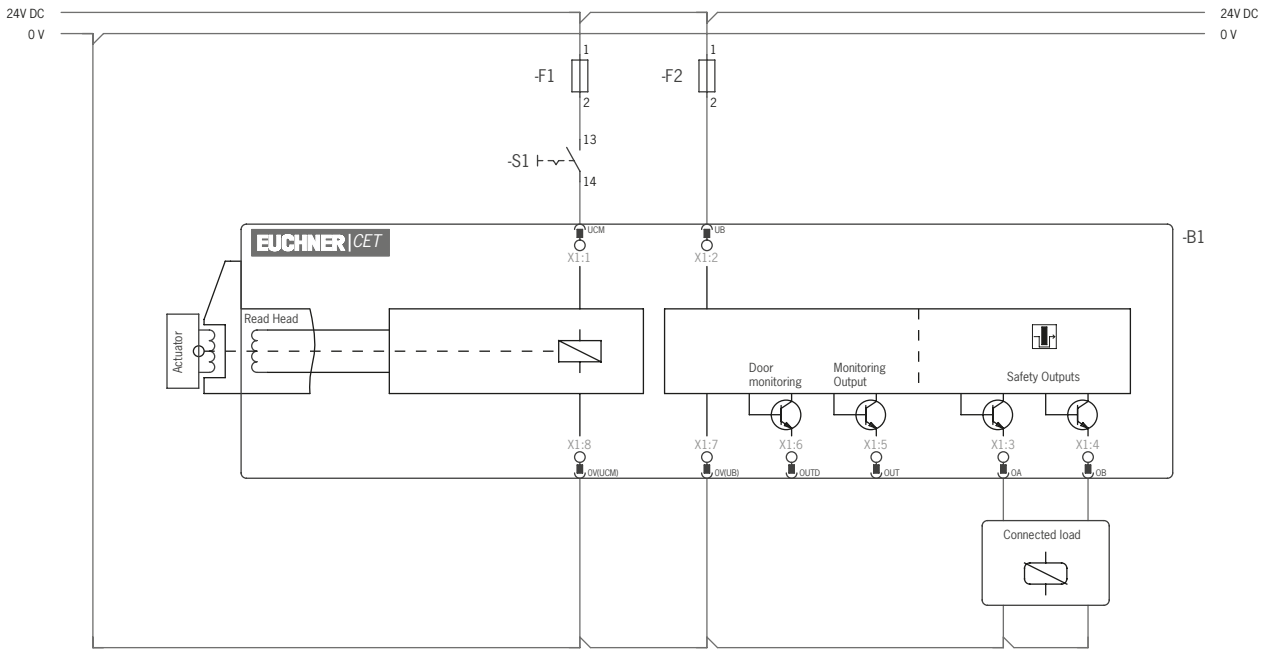 24V DC
24V DC
0 V
0 V
1
1
-F1
-F2
2
2
13
-S1
14
EUCHNER CET
UCM
UB
-B1
X1:1
X1:2
Read Head
Actuator
Door
monitoring
Monitoring
Output
Safety Outputs
X1:8
X1:7
X1:6
X1:5
X1:3
X1:4
0V(UCM)
0V(UB)
OUTD
OUT
OA
OB
Connected load